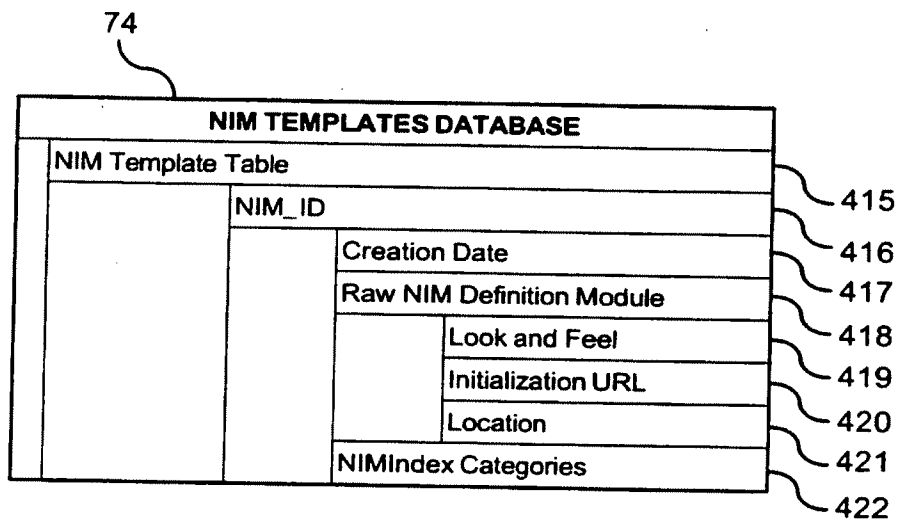 74
NIM TEMPLATES DATABASE
NIM Template Table
415
NIM_ID
416
Creation Date
417
Raw NIM Definition Module
418
Look and Feel
419
Initialization URL
420
Location
421
NIMIndex Categories
422